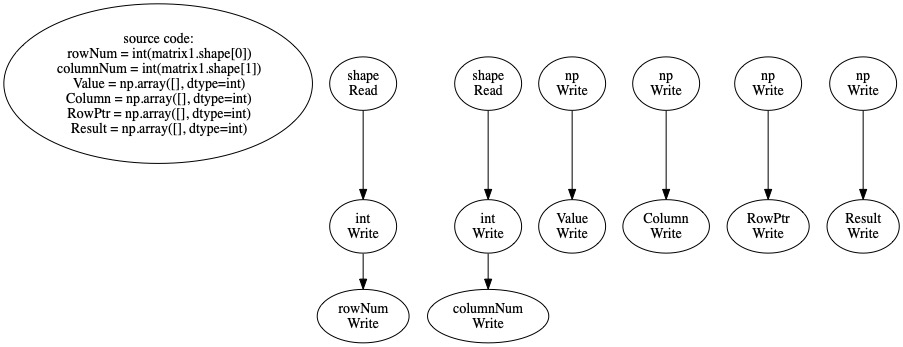 source code:
rowNum = int(matrix1.shape[0])
columnNum = int(matrix1.shape[1])
Value = np.array([], dtype=int)
Column = np.array([], dtype=int)
RowPtr = np.array([], dtype=int)
Result = np.array([], dtype=int)
shape
Read
shape
Read
np
Write
np
Write
np
Write
np
Write
int
Write
int
Write
Value
Write
Column
Write
RowPtr
Write
Result
Write
rowNum
Write
columnNum
Write